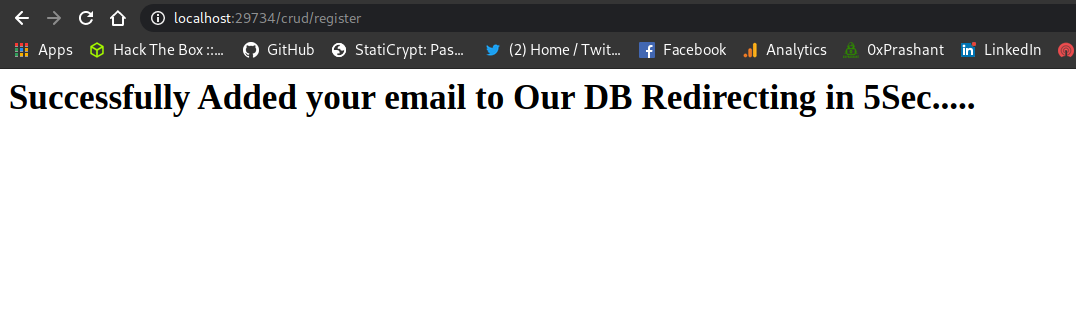 localhost:29734/crud/register
Apps Hack The Box ::... GitHub StatiCrypt: Pas... (2) Home / Twit... Facebook Analytics 0xPrashant LinkedIn
Successfully Added your email to Our DB Redirecting in 5Sec.....